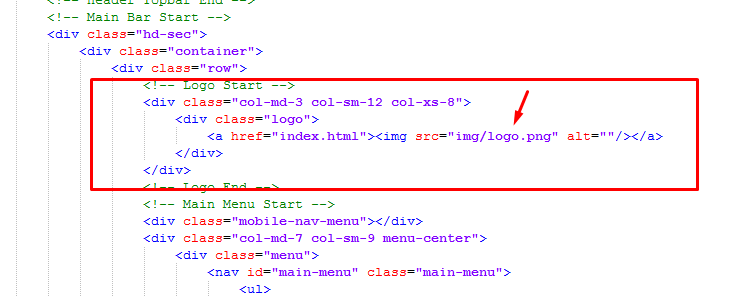 <!-- Header Topbar End -->
<!-- Main Bar Start -->
<div class="hd-sec">
<div class="container">
<div class="row">
<!-- Logo Start -->
<div class="col-md-3 col-sm-12 col-xs-8">
<div class="logo">
<a href="index.html"><img src="img/logo.png" alt=""/></a>
</div>
</div>
<!-- Logo End -->
<!-- Main Menu Start -->
<div class="mobile-nav-menu"></div>
<div class="col-md-7 col-sm-9 menu-center">
<div class="menu">
<nav id="main-menu" class="main-menu">
<ul>